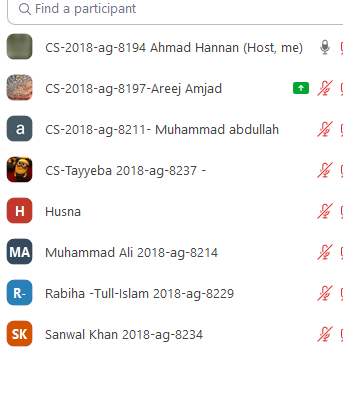 Find a participant
CS-2018-ag-8194 Ahmad Hannan (Host, me)
CS-2018-ag-8197-Areej Amjad
a CS-2018-ag-8211- Muhammad abdullah
CS-Tayyeba 2018-ag-8237 -
H Husna
MA Muhammad Ali 2018-ag-8214
R- Rabiha -Tull-Islam 2018-ag-8229
SK Sanwal Khan 2018-ag-8234